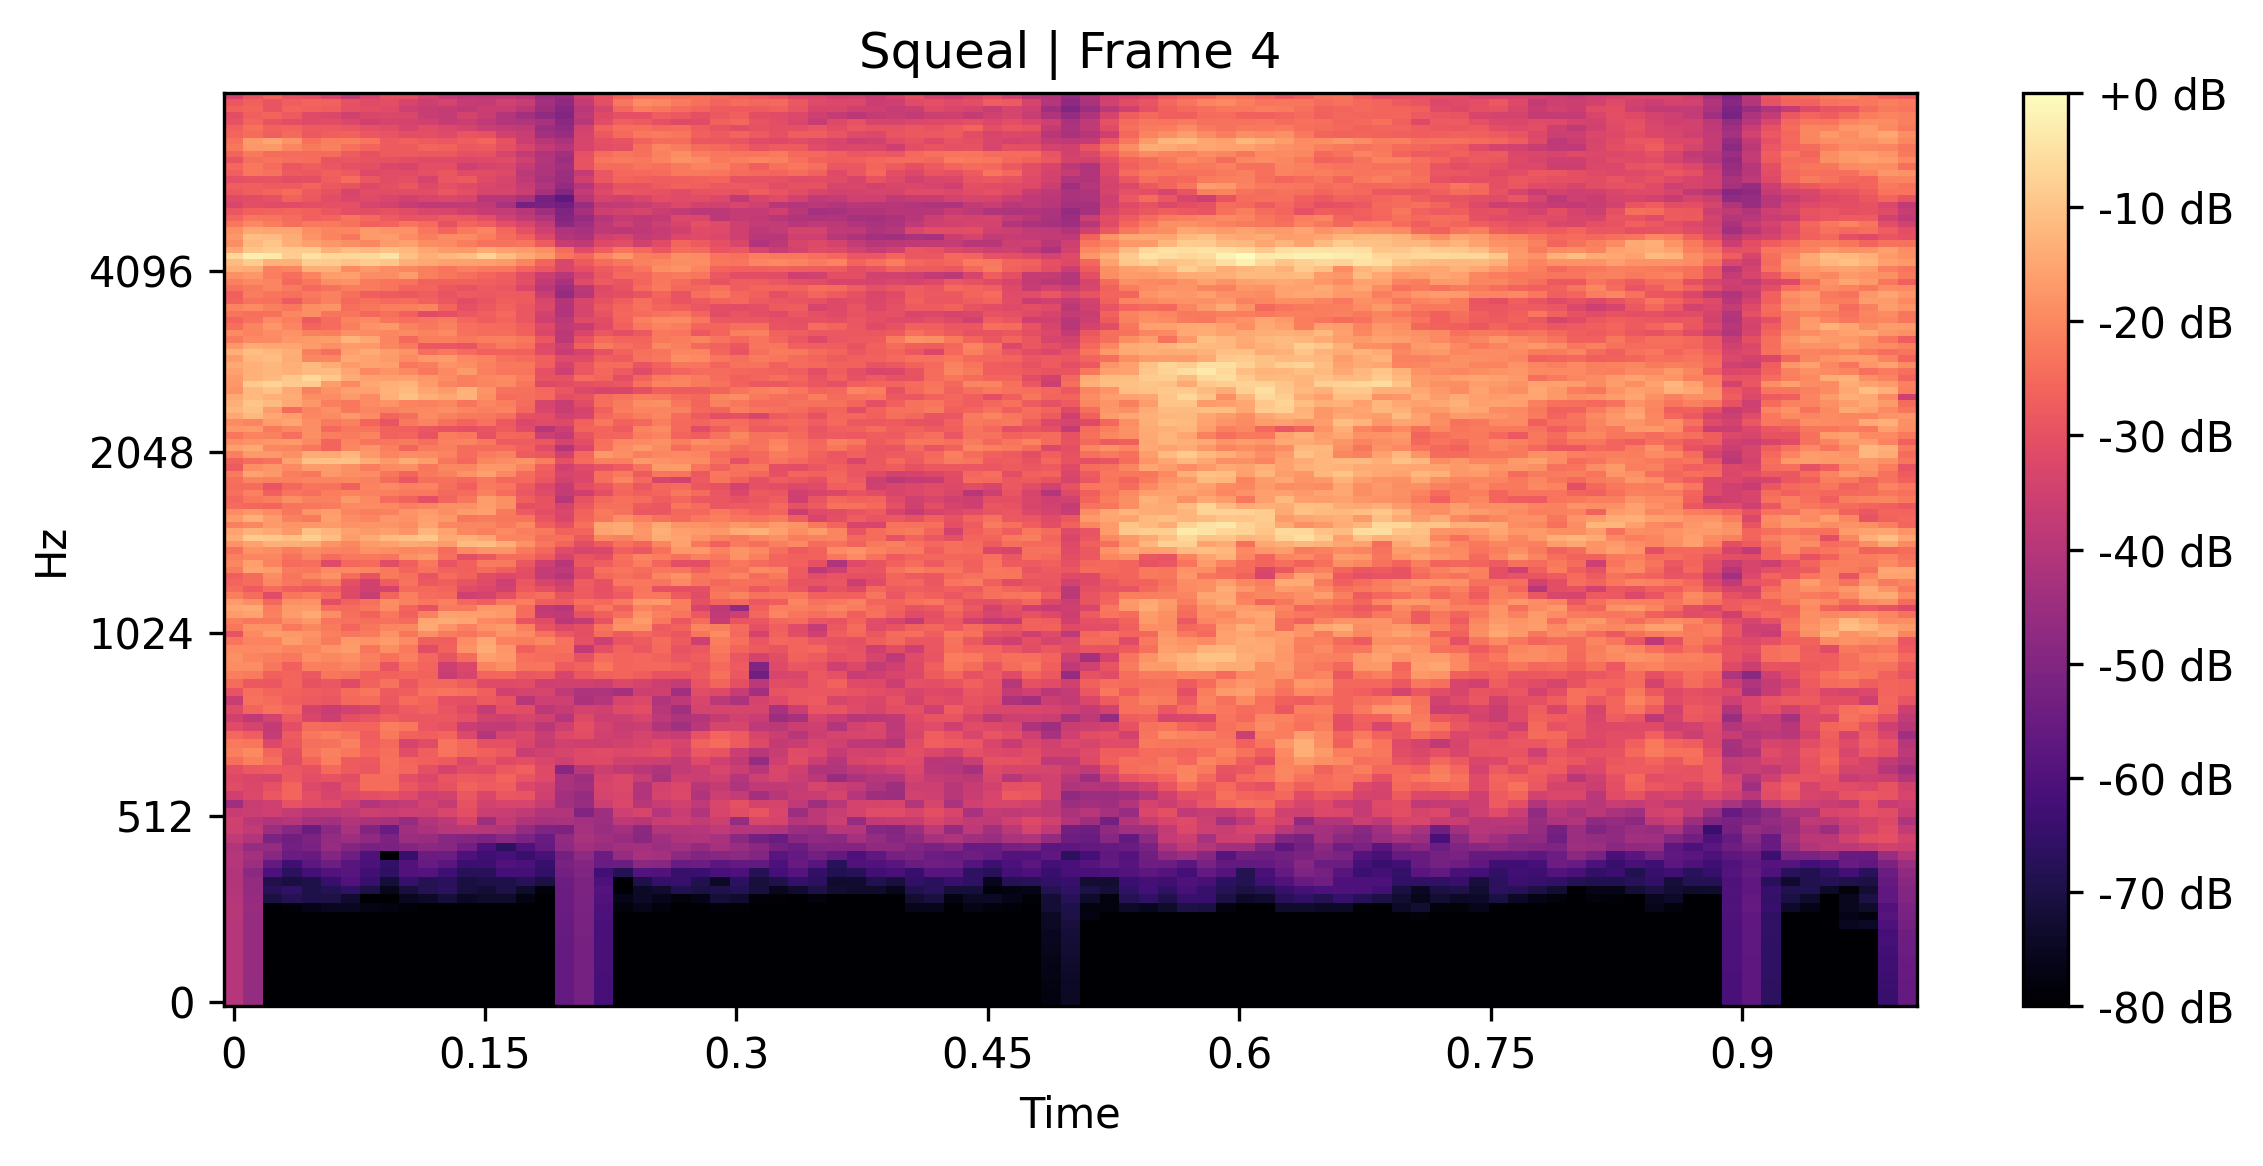 Squeal | Frame 4
+0 dB
-10 dB
-20 dB
-30 dB
-40 dB
-50 dB
-60 dB
-70 dB
-80 dB
Hz
4096
2048
1024
512
0
0 0.15 0.3 0.45 0.6 0.75 0.9
Time